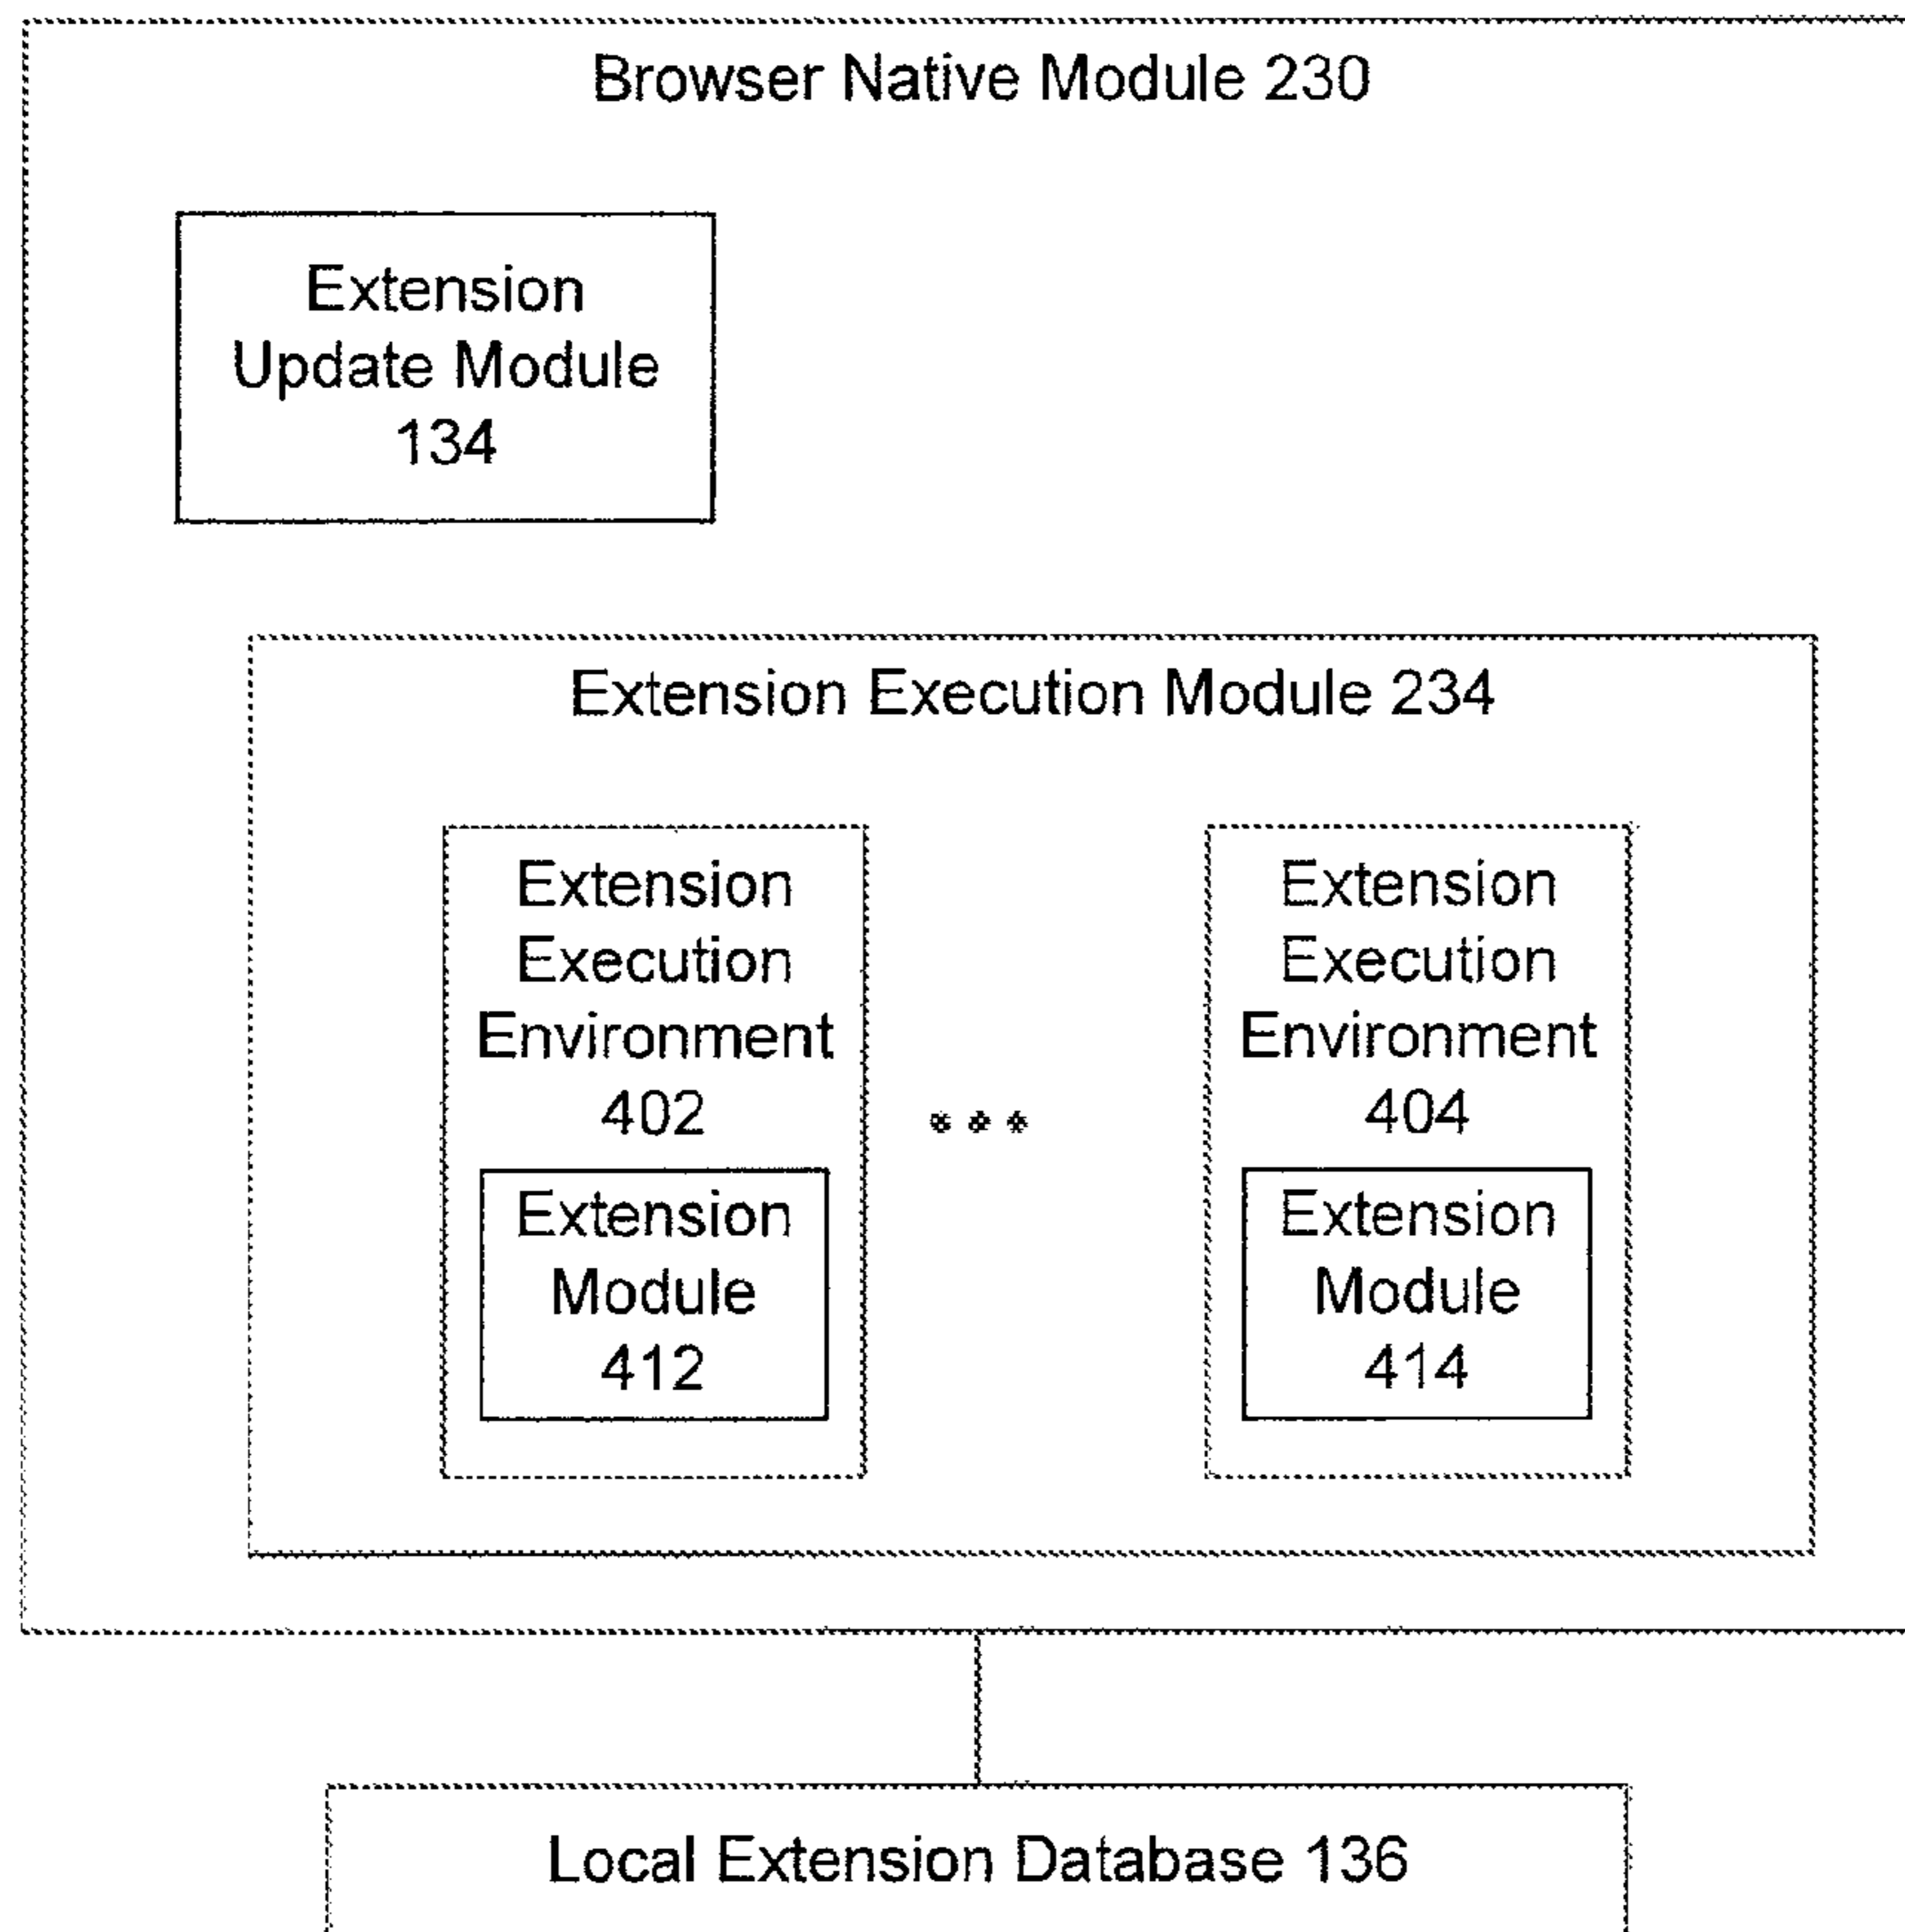 Browser Native Module 230
Extension
Update Module
134
Extension Execution Module 234
Extension
Execution
Environment
402
Extension
Module
412
Extension
Execution
Environment
404
Extension
Module
414
Local Extension Database 136